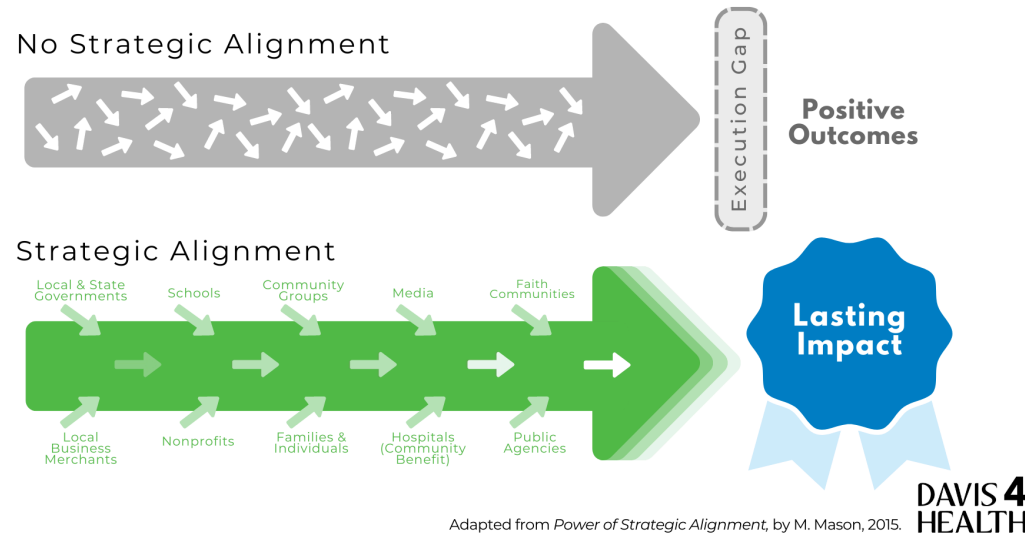 No Strategic Alignment
Execution Gap
Positive
Outcomes
Strategic Alignment
Local & State
Governments
Schools
Community
Groups
Media
Faith
Communities
Lasting
Impact
Local
Business
Merchants
Nonprofits
Families &
Individuals
Hospitals
(Community
Benefit)
Public
Agencies
Adapted from Power of Strategic Alignment, by M. Mason, 2015.
DAVIS 4
HEALTH